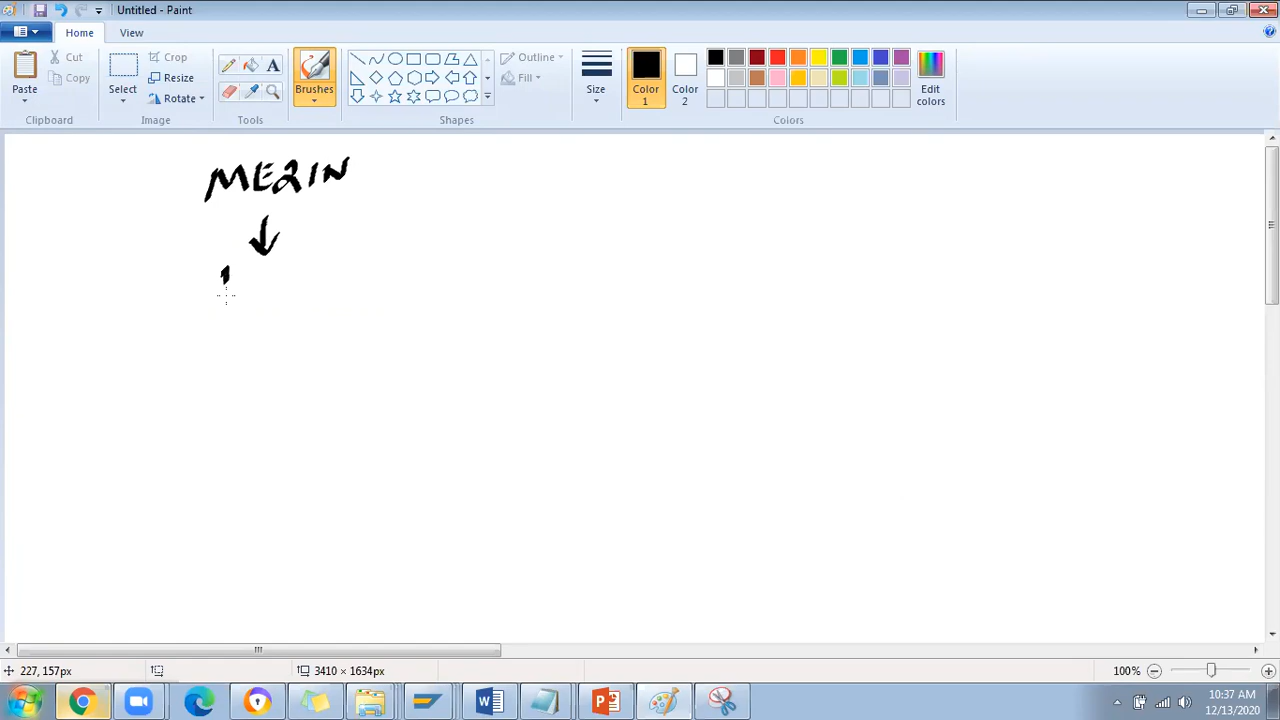 Untitled - Paint
Home View
Paste Cut Copy Clipboard
Select Crop Resize Rotate Image
A Tools
Brushes
Outline Fill Shapes
Size
Color 1 Color 2 Edit colors Colors
ME21N
227, 157px 3410 × 1634px 100%
10:37 AM
12/13/2020